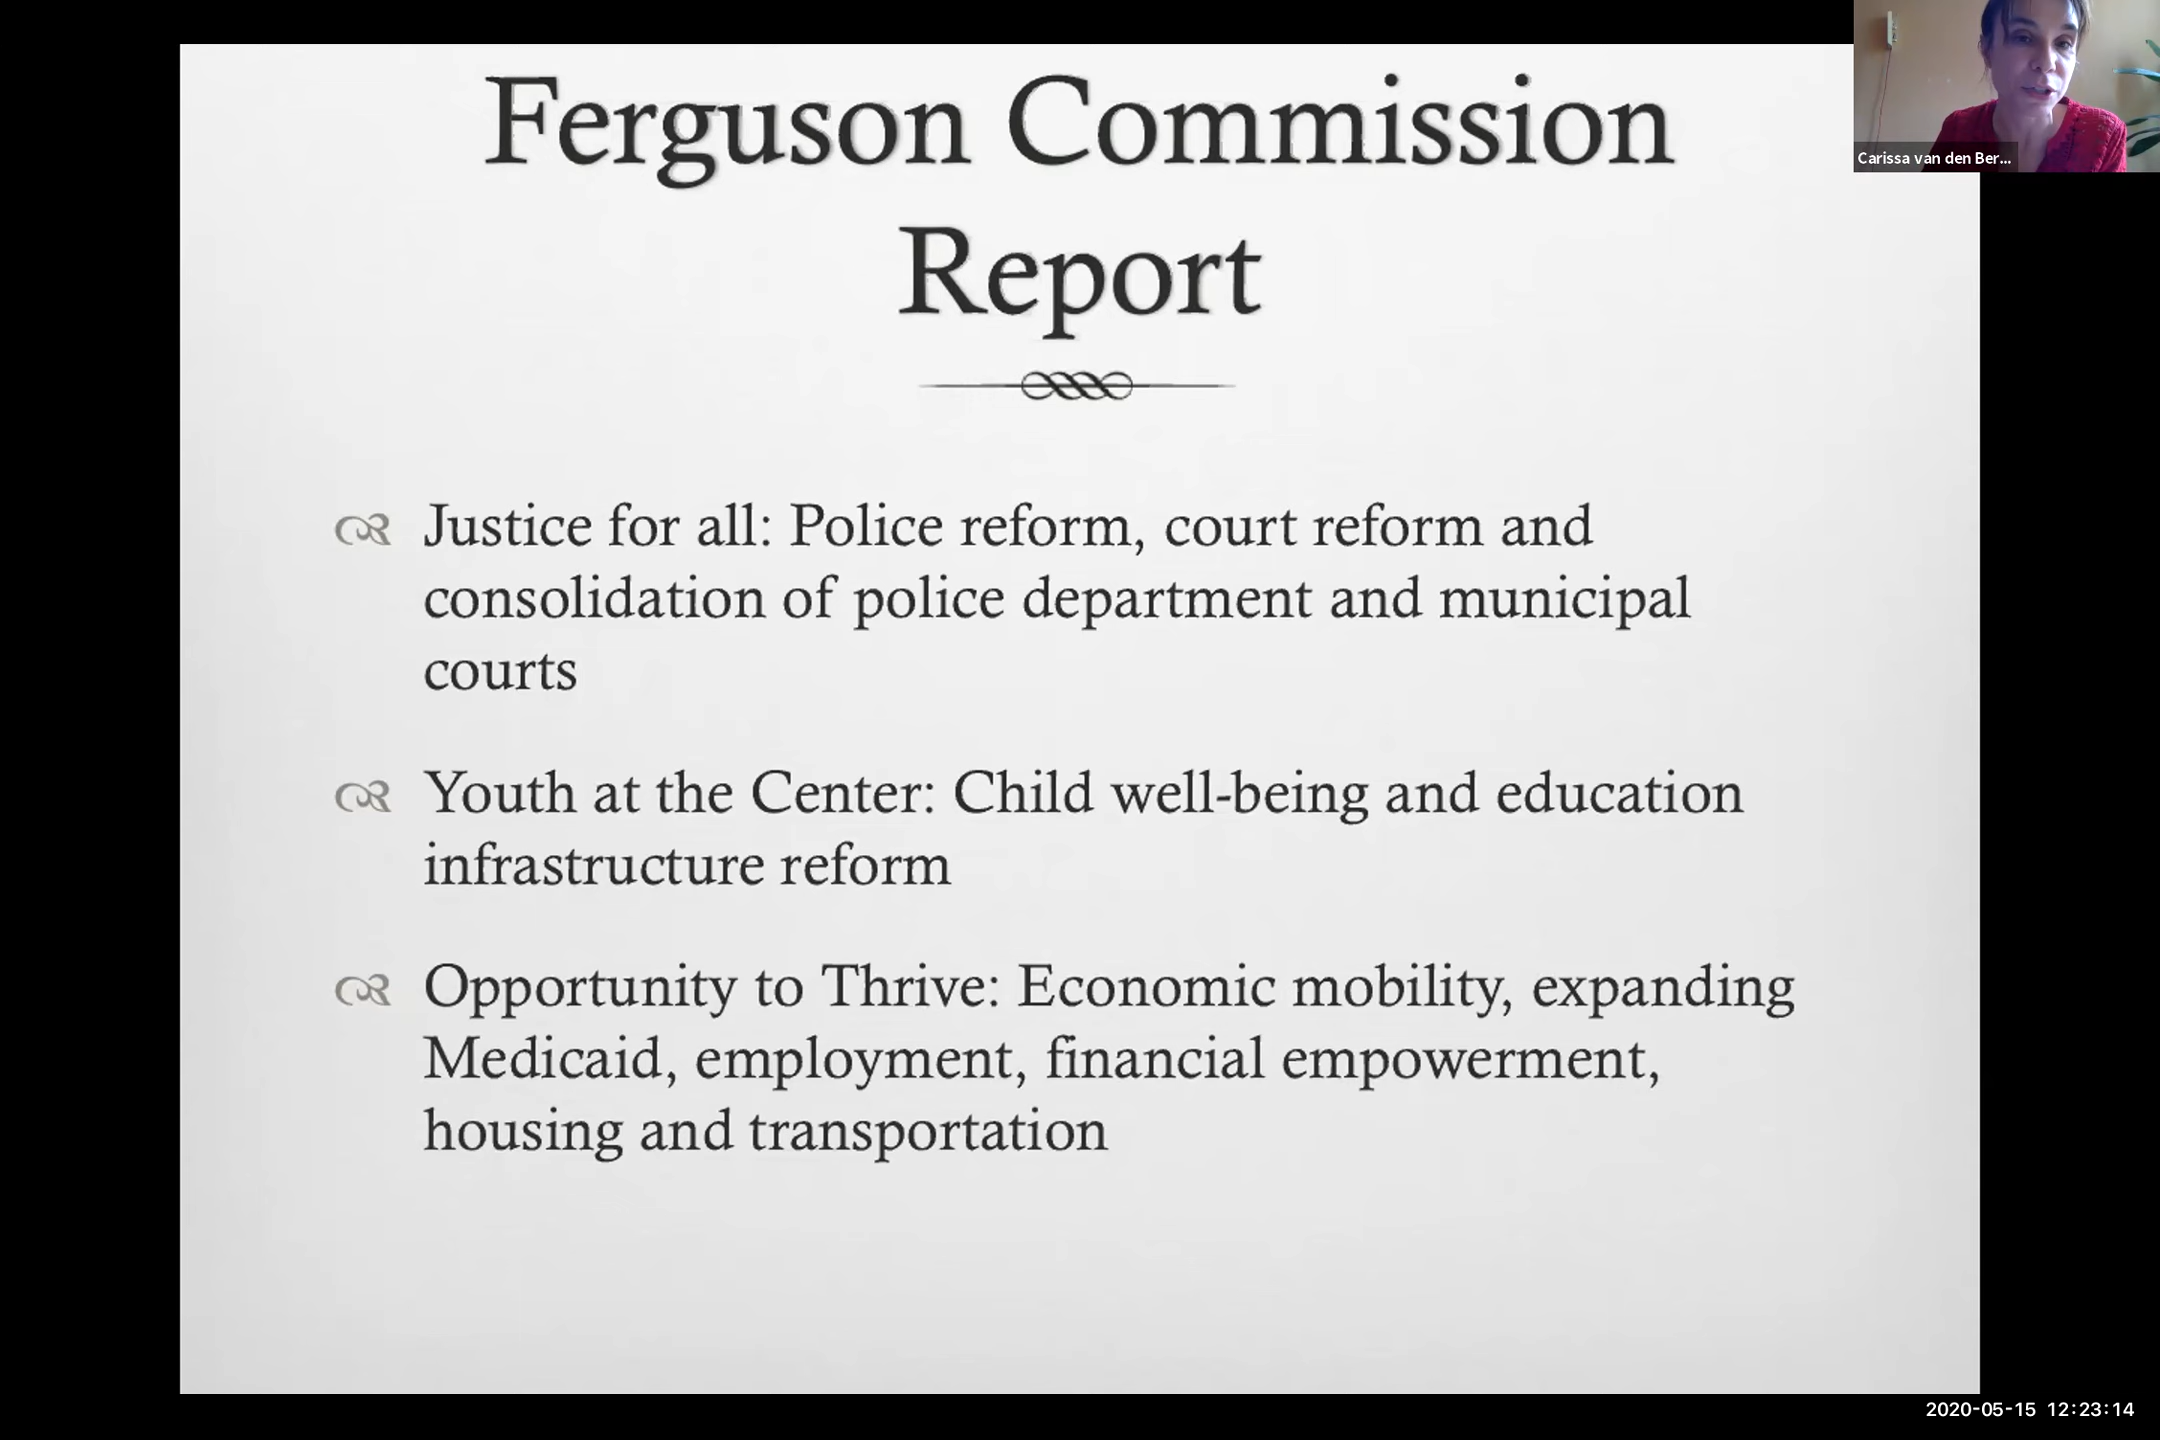 Ferguson Commission
Report
Carissa van den Ber...
Justice for all: Police reform, court reform and
consolidation of police department and municipal
courts
Youth at the Center: Child well-being and education
infrastructure reform
Opportunity to Thrive: Economic mobility, expanding
Medicaid, employment, financial empowerment,
housing and transportation
2020-05-15 12:23:14